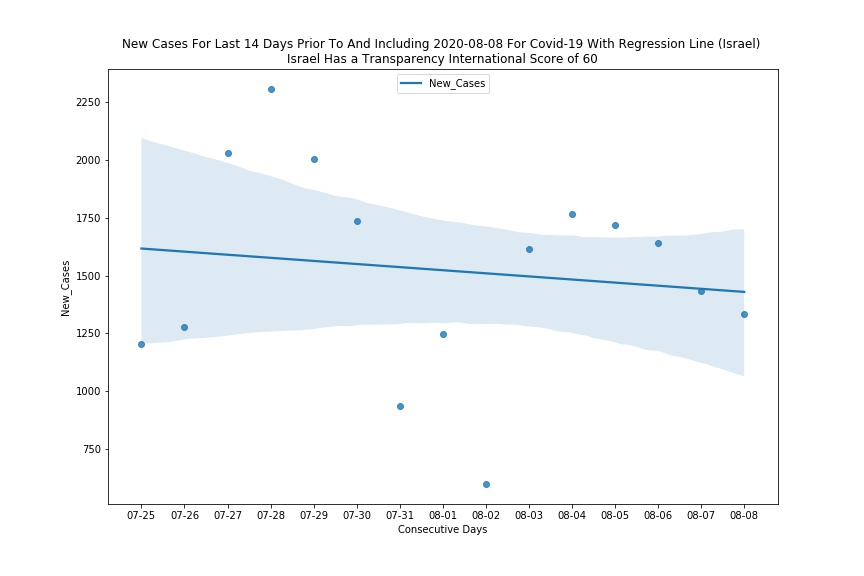 New Cases For Last 14 Days Prior To And Including 2020-08-08 For Covid-19 With Regression Line (Israel)
Israel Has a Transparency International Score of 60
New_Cases
2250
2000
1750
1500
1250
1000
750
New_Cases
07-25 07-26 07-27 07-28 07-29 07-30 07-31 08-01 08-02 08-03 08-04 08-05 08-06 08-07 08-08
Consecutive Days